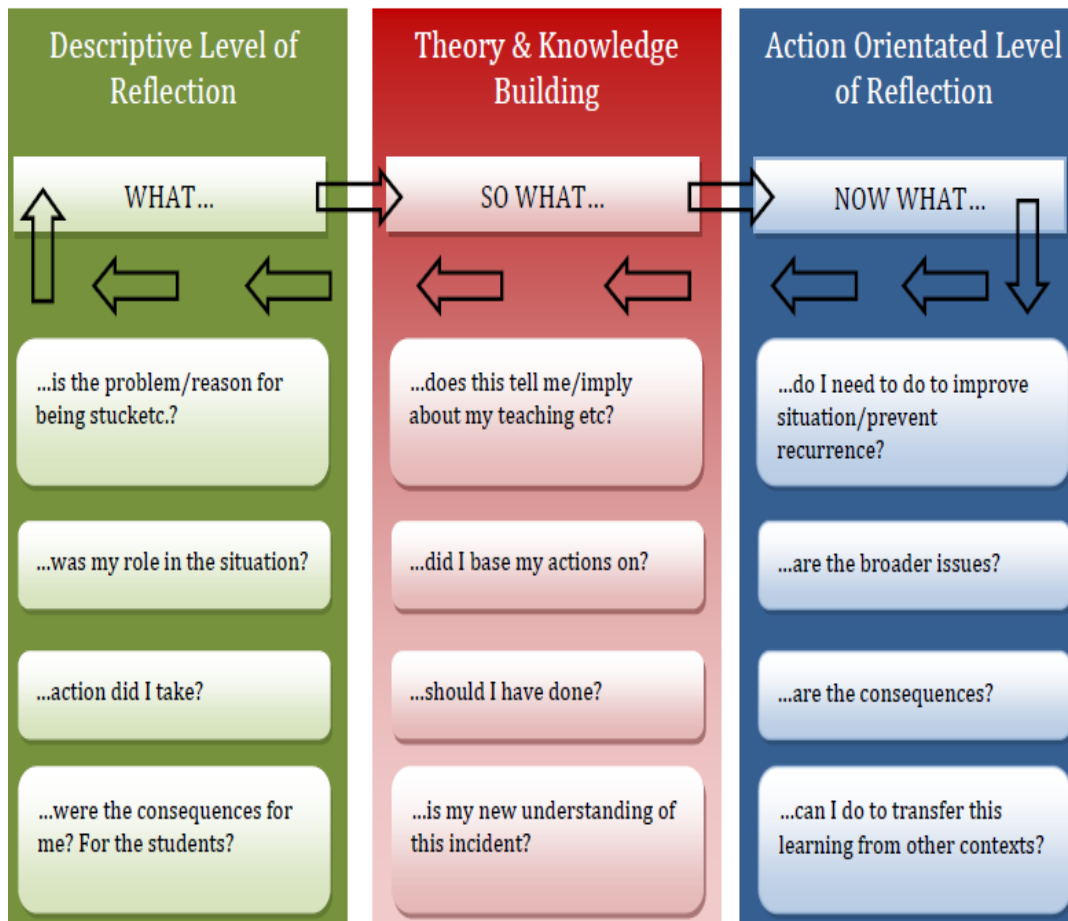 Descriptive Level of
Reflection
WHAT...
...is the problem/reason for
being stucketc.?
...was my role in the situation?
...action did I take?
...were the consequences for
me? For the students?
Theory & Knowledge
Building
SO WHAT...
...does this tell me/imply
about my teaching etc?
...did I base my actions on?
...should I have done?
...is my new understanding of
this incident?
Action Orientated Level
of Reflection
NOW WHAT...
...do I need to do to improve
situation/prevent
recurrence?
...are the broader issues?
...are the consequences?
...can I do to transfer this
learning from other contexts?